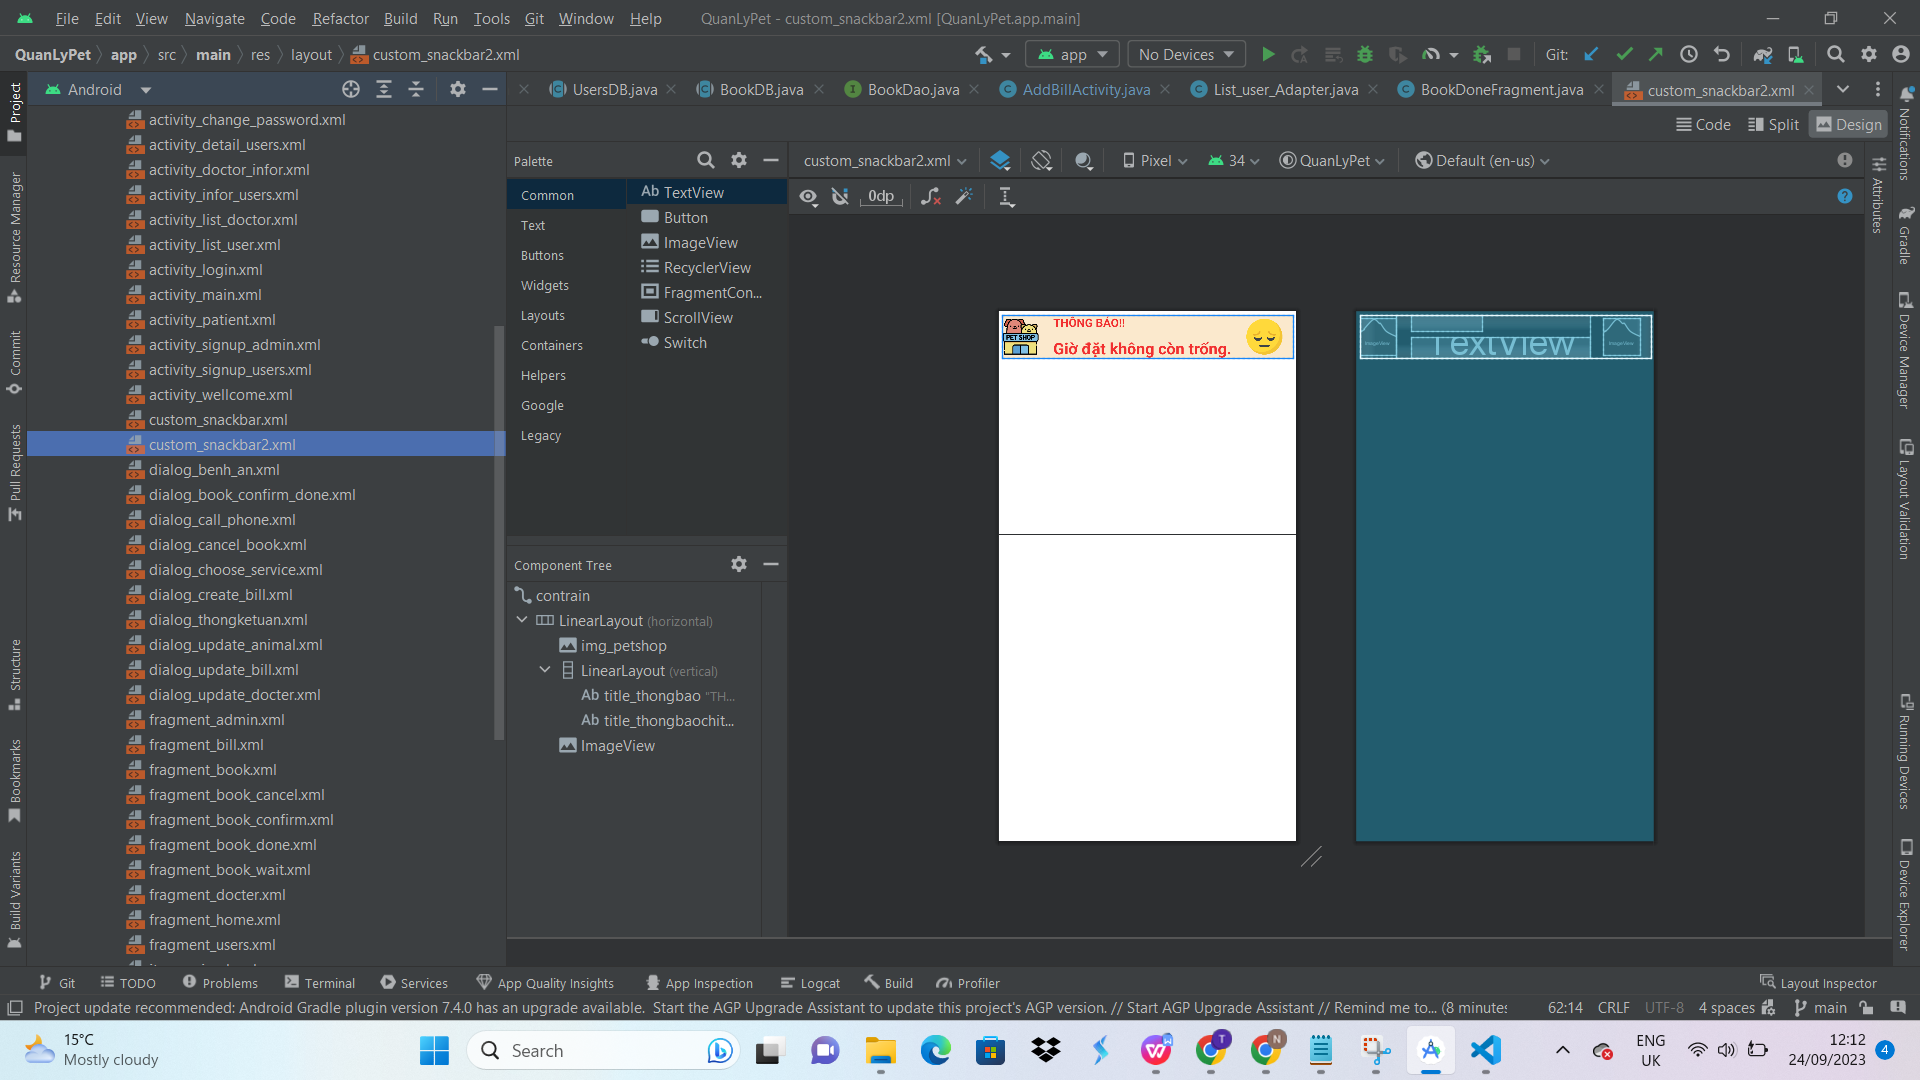 File Edit View Navigate Code Refactor Build Run Tools Git Window Help QuanLyPet - custom_snackbar2.xml [QuanLyPet.app.main]
QuanLyPet app src main res layout custom_snackbar2.xml app No Devices Git:
Android UsersDB.java BookDB.java BookDao.java AddBillActivity.java List_user_Adapter.java BookDoneFragment.java custom_snackbar2.xml
Code Split Design
Palette custom_snackbar2.xml Pixel 34 QuanLyPet Default (en-us)
0dp
Project
Resource Manager
Commit
Pull Requests
Structure
Bookmarks
Build Variants
activity_change_password.xml
activity_detail_users.xml
activity_doctor_infor.xml
activity_infor_users.xml
activity_list_doctor.xml
activity_list_user.xml
activity_login.xml
activity_main.xml
activity_patient.xml
activity_signup_admin.xml
activity_signup_users.xml
activity_wellcome.xml
custom_snackbar.xml
custom_snackbar2.xml
dialog_benh_an.xml
dialog_book_confirm_done.xml
dialog_call_phone.xml
dialog_cancel_book.xml
dialog_choose_service.xml
dialog_create_bill.xml
dialog_thongketuan.xml
dialog_update_animal.xml
dialog_update_bill.xml
dialog_update_docter.xml
fragment_admin.xml
fragment_bill.xml
fragment_book.xml
fragment_book_cancel.xml
fragment_book_confirm.xml
fragment_book_done.xml
fragment_book_wait.xml
fragment_docter.xml
fragment_home.xml
fragment_users.xml
Common
Text
Buttons
Widgets
Layouts
Containers
Helpers
Google
Legacy
Ab TextView
Button
ImageView
RecyclerView
FragmentCon...
ScrollView
Switch
Component Tree
contrain
LinearLayout (horizontal)
img_petshop
LinearLayout (vertical)
Ab title_thongbao "TH...
Ab title_thongbaochit...
ImageView
THÔNG BÁO!!
PET SHOP
Giờ đặt không còn trống.
TextView
ImageView
ImageView
Attributes
Notifications
Gradle
Device Manager
Layout Validation
Running Devices
Device Explorer
Git TODO Problems Terminal Services App Quality Insights App Inspection Logcat Build Profiler Layout Inspector
Project update recommended: Android Gradle plugin version 7.4.0 has an upgrade available. Start the AGP Upgrade Assistant to update this project's AGP version. // Start AGP Upgrade Assistant // Remind me to... (8 minutes 62:14 CRLF UTF-8 4 spaces main
15°C
Mostly cloudy
Search
ENG
UK
12:12
24/09/2023
4